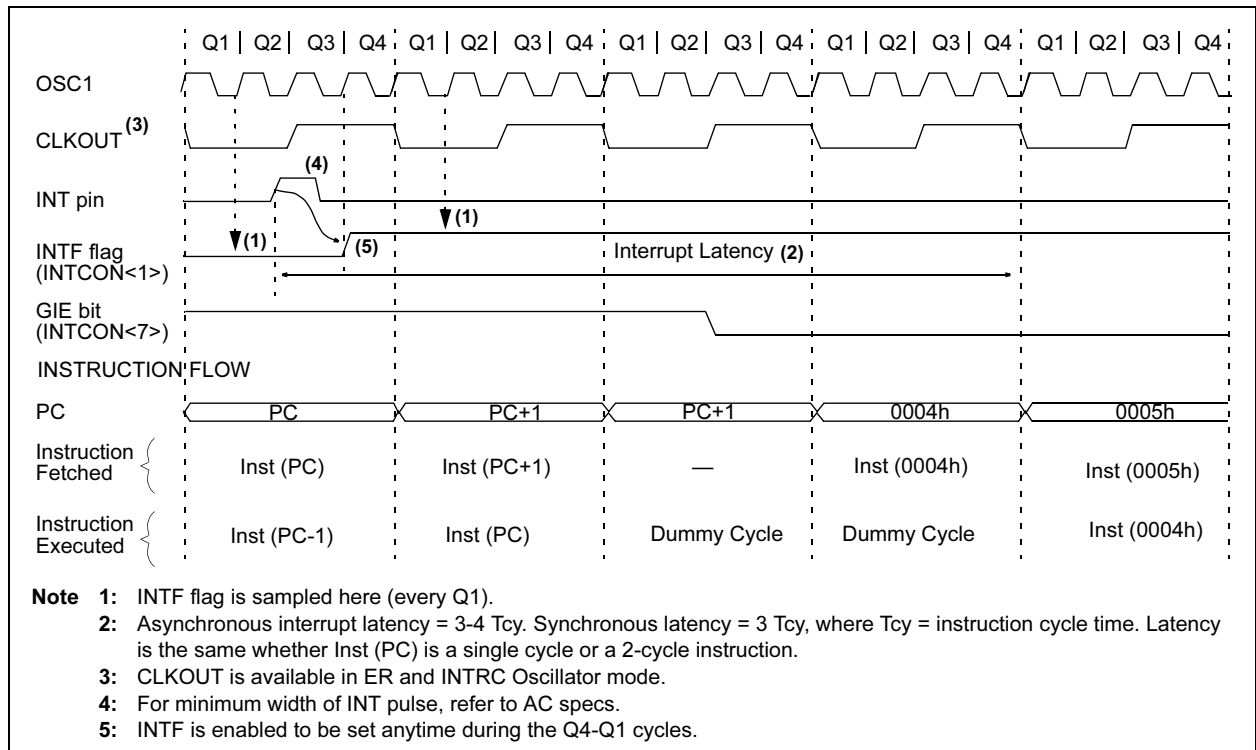 Q1 | Q2 | Q3 | Q4 Q1 | Q2 | Q3 | Q4 Q1 | Q2 | Q3 | Q4 Q1 | Q2 | Q3 | Q4 Q1 | Q2 | Q3 | Q4
OSC1
CLKOUT (3)
(4)
INT pin
(1)
(1)
(5)
INTF flag
(INTCON<1>)
Interrupt Latency (2)
GIE bit
(INTCON<7>)
INSTRUCTION FLOW
PC PC PC+1 PC+1 0004h 0005h
Instruction
Fetched
Inst (PC) Inst (PC+1) — Inst (0004h) Inst (0005h)
Instruction
Executed
Inst (PC-1) Inst (PC) Dummy Cycle Dummy Cycle Inst (0004h)
Note 1: INTF flag is sampled here (every Q1).
2: Asynchronous interrupt latency = 3-4 Tcy. Synchronous latency = 3 Tcy, where Tcy = instruction cycle time. Latency
is the same whether Inst (PC) is a single cycle or a 2-cycle instruction.
3: CLKOUT is available in ER and INTRC Oscillator mode.
4: For minimum width of INT pulse, refer to AC specs.
5: INTF is enabled to be set anytime during the Q4-Q1 cycles.